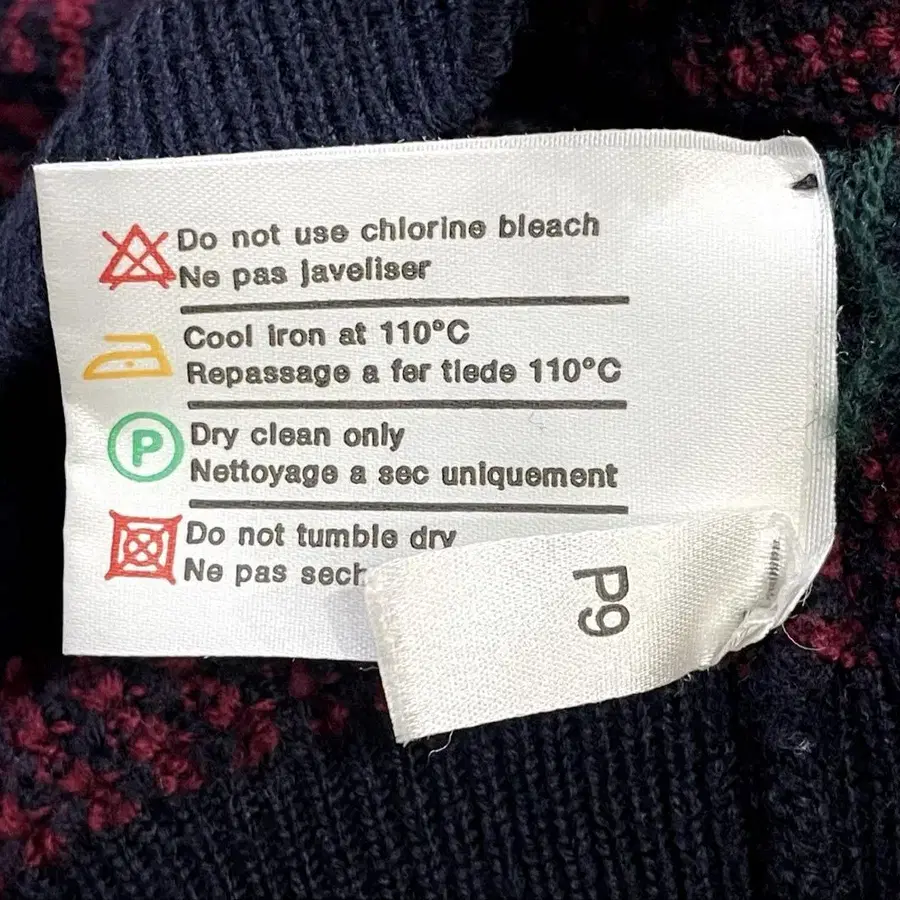 Do not use chlorine bleach
Ne pas javeliser
Cool iron at 110°C
Repassage a fer tiede 110°C
P
Dry clean only
Nettoyage a sec uniquement
Do not tumble dry
Ne pas
P9